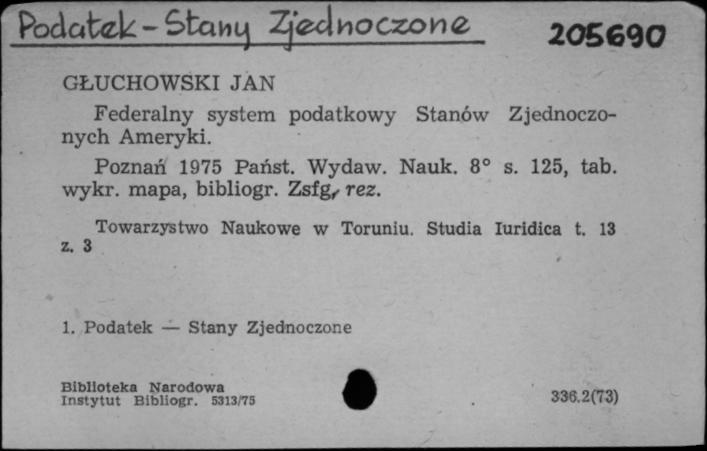 Podatek - Stany Zjednoczone
205690
GŁUCHOWSKI JAN
Federalny system podatkowy Stanów Zjednoczo-
nych Ameryki.
Poznań 1975 Państ. Wydaw. Nauk. 8° s. 125, tab.
wykr. mapa, bibliogr. Zsfg, rez.
Towarzystwo Naukowe w Toruniu. Studia Iuridica t. 13
z. 3
1. Podatek — Stany Zjednoczone
Biblioteka Narodowa
Instytut Bibliogr. 5313/75
336.2(73)